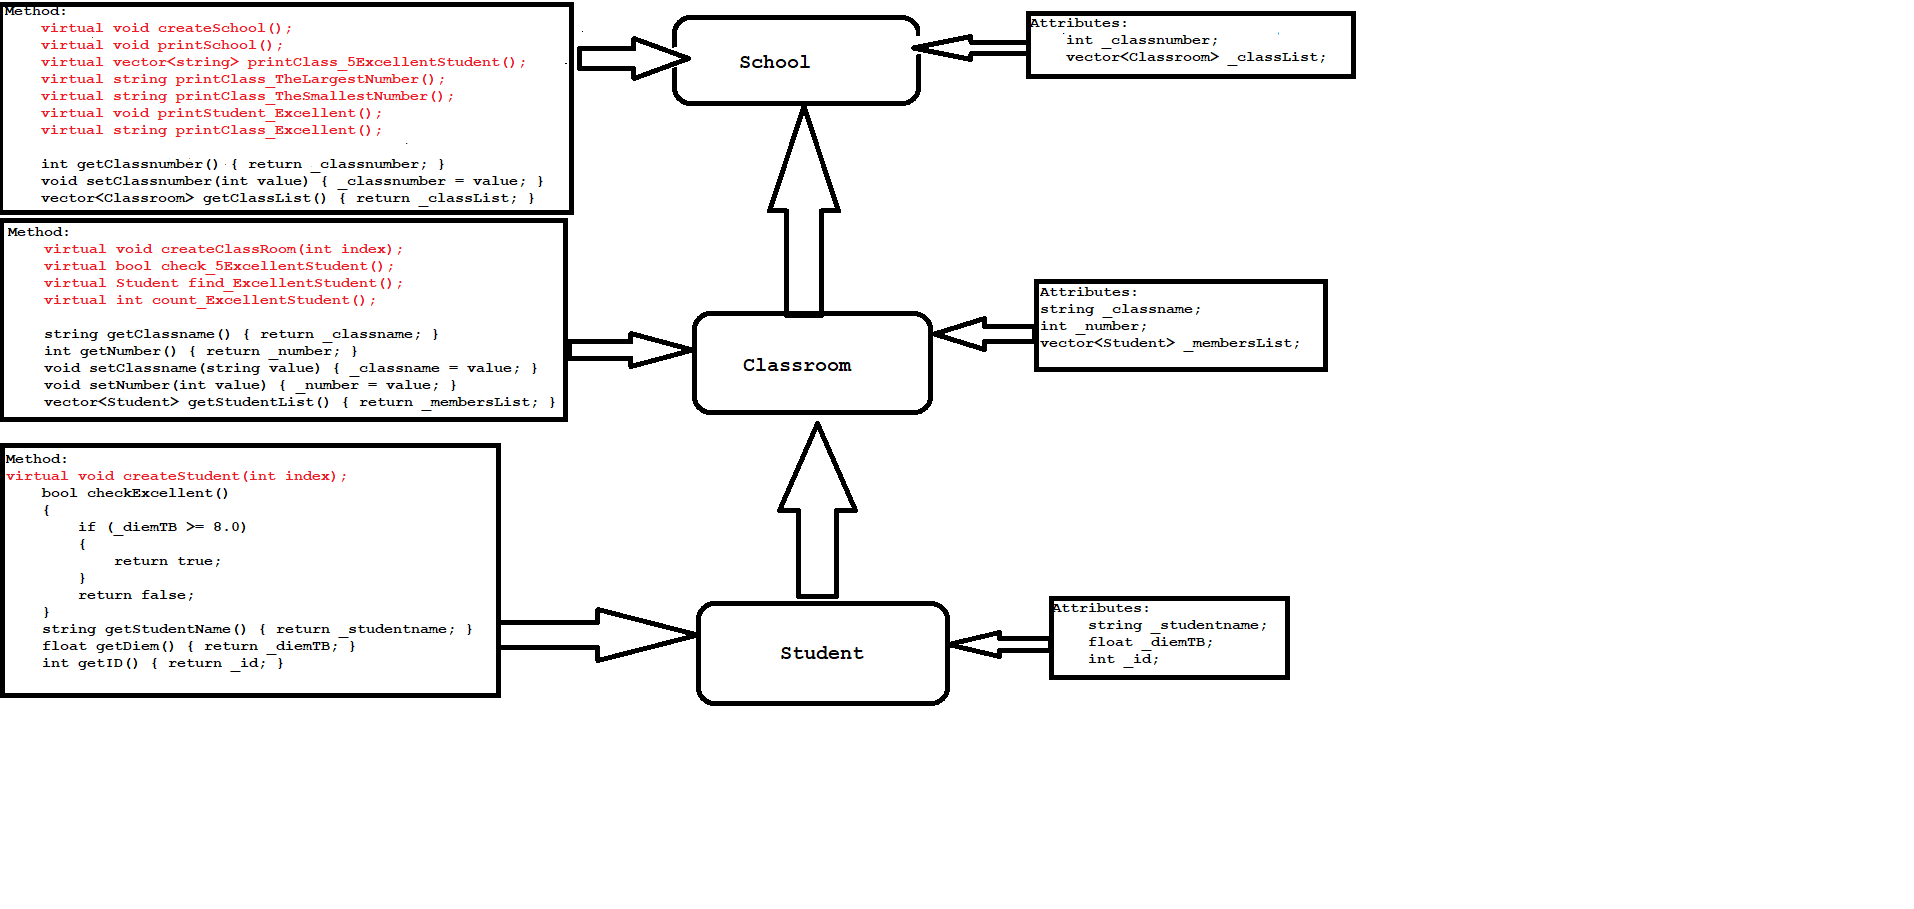 Method:
virtual void createSchool();
virtual void printSchool();
virtual vector<string> printClass_5ExcellentStudent();
virtual string printClass_TheLargestNumber();
virtual string printClass_TheSmallestNumber();
virtual void printStudent_Excellent();
virtual string printClass_Excellent();
int getClassnumber() { return _classnumber; }
void setClassnumber(int value) { _classnumber = value; }
vector<Classroom> getClassList() { return _classList; }
School
Attributes:
int _classnumber;
vector<Classroom> _classList;
Method:
virtual void createClassRoom(int index);
virtual bool check_5ExcellentStudent();
virtual Student find_ExcellentStudent();
virtual int count_ExcellentStudent();
string getClassname() { return _classname; }
int getNumber() { return _number; }
void setClassname(string value) { _classname = value; }
void setNumber(int value) { _number = value; }
vector<Student> getStudentList() { return _membersList; }
Classroom
Attributes:
string _classname;
int _number;
vector<Student> _membersList;
Method:
virtual void createStudent(int index);
bool checkExcellent()
{
if (_diemTB >= 8.0)
{
return true;
}
return false;
}
string getStudentName() { return _studentname; }
float getDiem() { return _diemTB; }
int getID() { return _id; }
Student
Attributes:
string _studentname;
float _diemTB;
int _id;